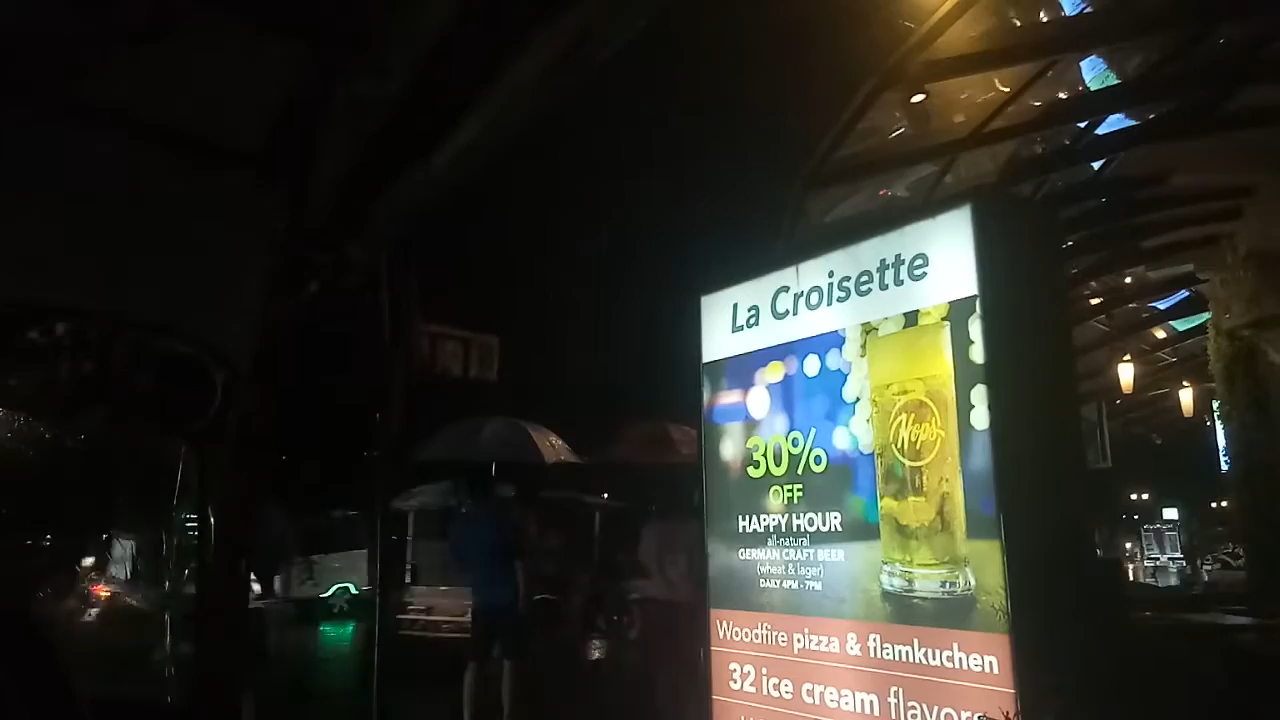 La Croisette
Hops
30%
OFF
HAPPY HOUR
all-natural
GERMAN CRAFT BEER
(wheat & lager)
DAILY 4PM - 7PM
Woodfire pizza & flamkuchen
32 ice cream flavors